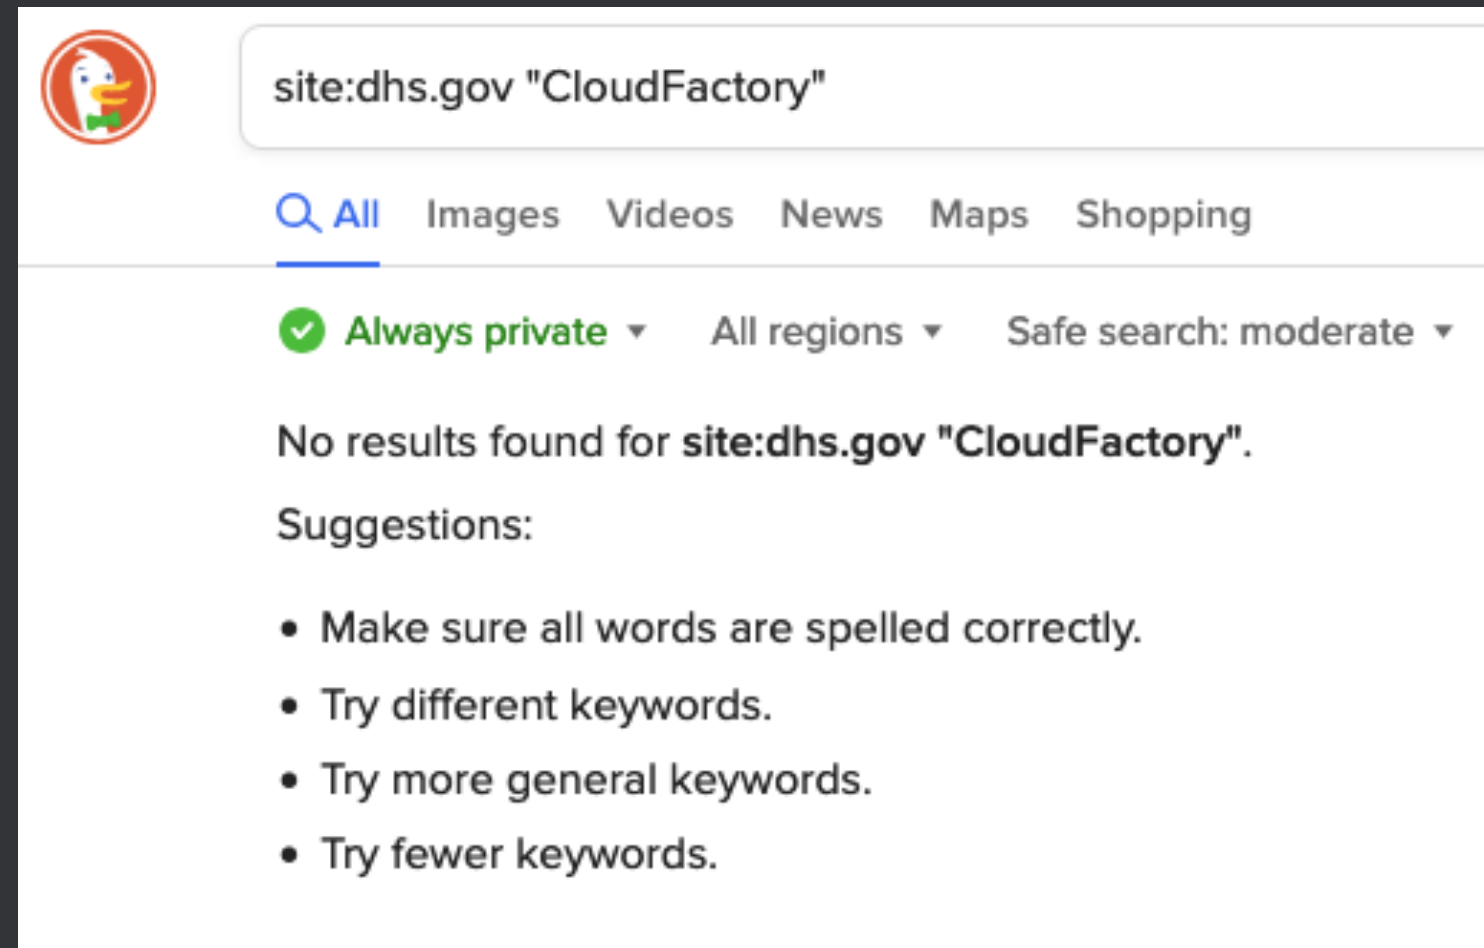 site:dhs.gov "CloudFactory"
All Images Videos News Maps Shopping
Always private All regions Safe search: moderate
No results found for site:dhs.gov "CloudFactory".
Suggestions:
• Make sure all words are spelled correctly.
• Try different keywords.
• Try more general keywords.
• Try fewer keywords.